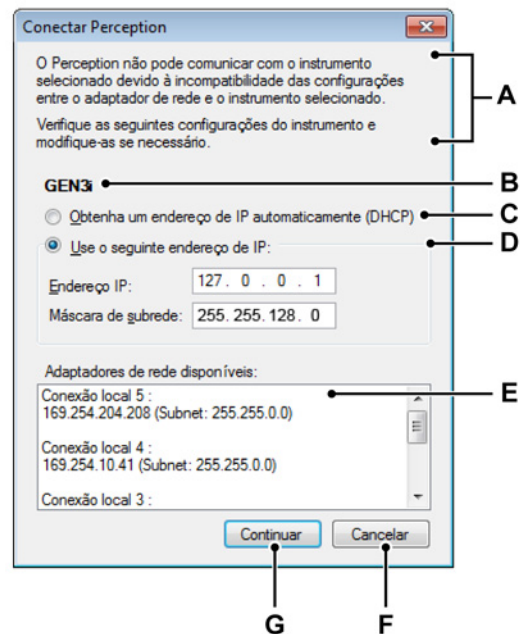 Conectar Perception
O Perception não pode comunicar com o instrumento
selecionado devido à incompatibilidade das configurações
entre o adaptador de rede e o instrumento selecionado.
Verifique as seguintes configurações do instrumento e
modifique-as se necessário.
A
GEN3i
B
Obtenha um endereço de IP automaticamente (DHCP)
C
Use o seguinte endereço de IP:
D
Endereço IP: 127 . 0 . 0 . 1
Máscara de subrede: 255. 255. 128 . 0
Adaptadores de rede disponíveis:
Conexão local 5 :
169.254.204.208 (Subnet: 255.255.0.0)
E
Conexão local 4 :
169.254.10.41 (Subnet: 255.255.0.0)
Conexão local 3 :
Continuar Cancelar
G F